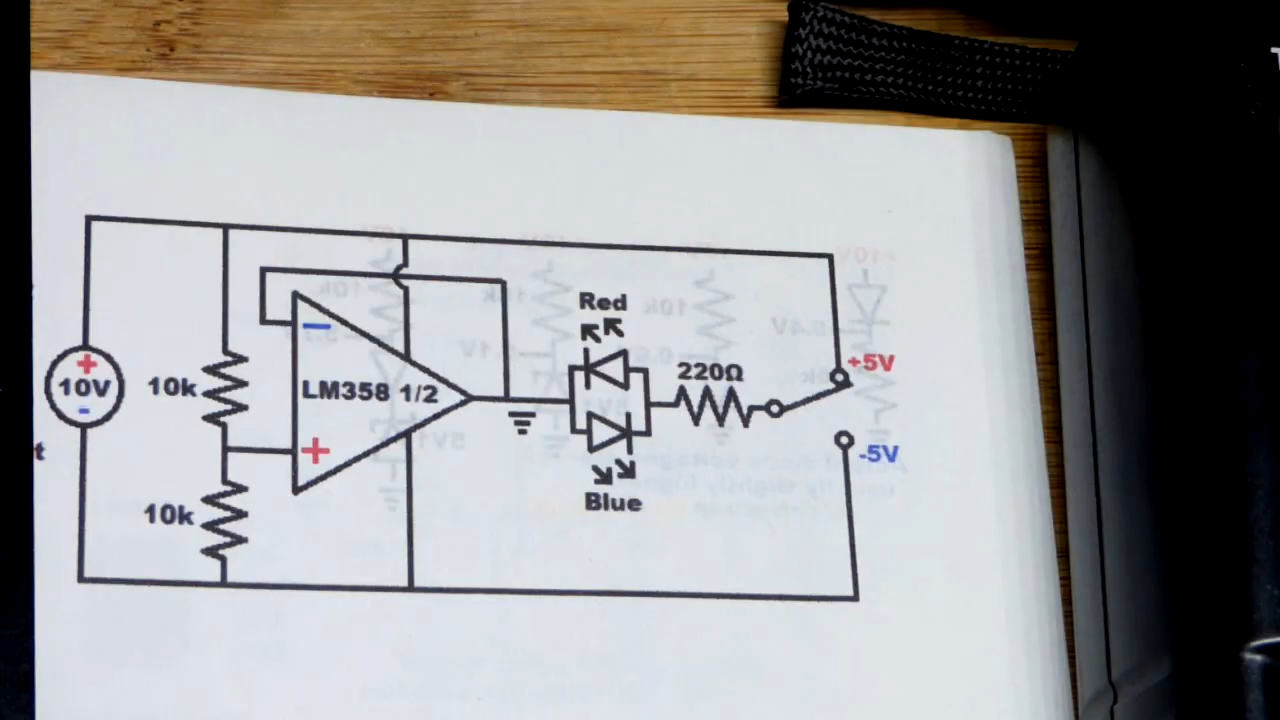 Red
+
10V
-
10k
-
LM358 1/2
+
10k
220Ω
+5V
-5V
Blue
t